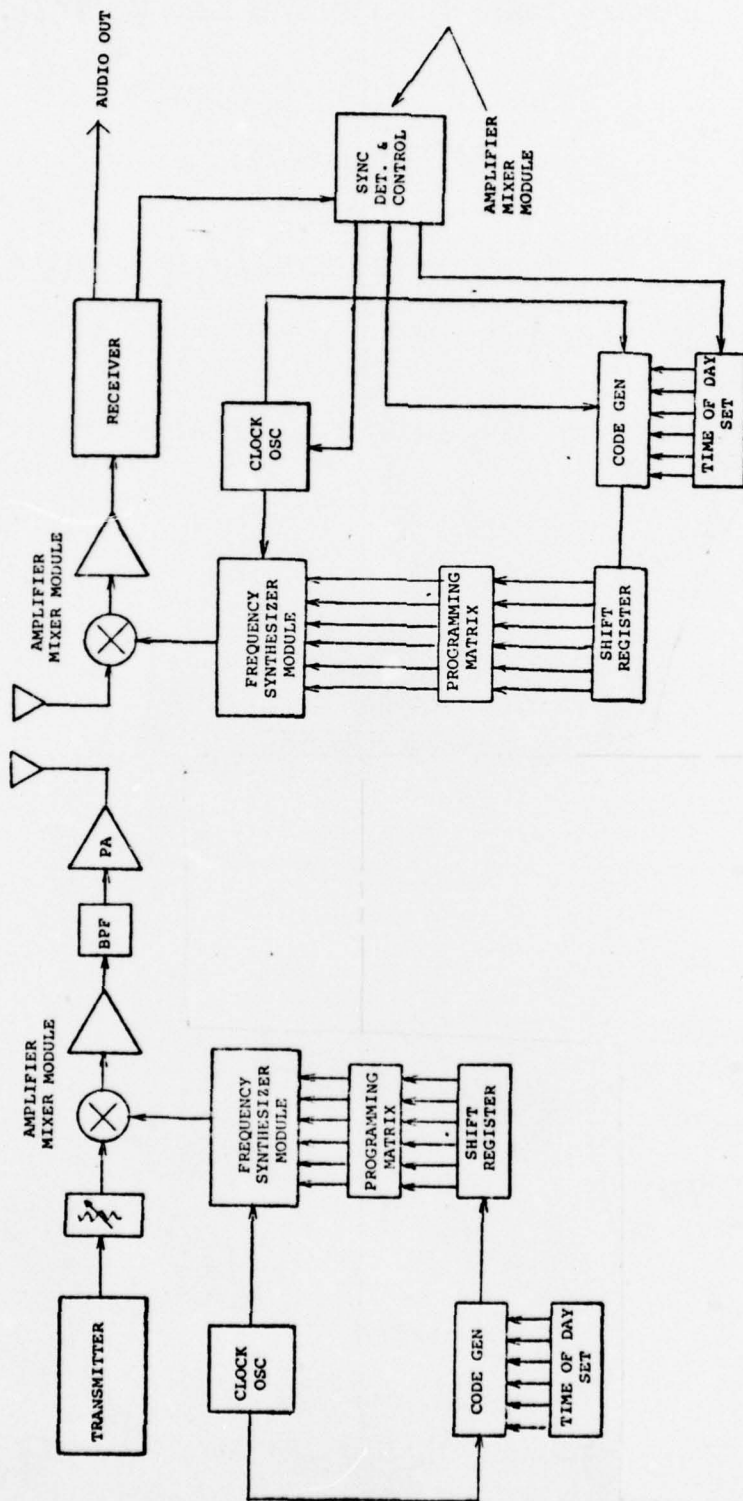 TRANSMITTER
AMPLIFIER
MIXER MODULE
BPF
PA
CLOCK
OSC
FREQUENCY
SYNTHESIZER
MODULE
PROGRAMMING
MATRIX
SHIFT
REGISTER
CODE GEN
TIME OF DAY
SET
AMPLIFIER
MIXER MODULE
RECEIVER
AUDIO OUT
FREQUENCY
SYNTHESIZER
MODULE
CLOCK
OSC
SYNC
DET. &
CONTROL
AMPLIFIER
MIXER
MODULE
PROGRAMMING
MATRIX
SHIFT
REGISTER
CODE GEN
TIME OF DAY
SET